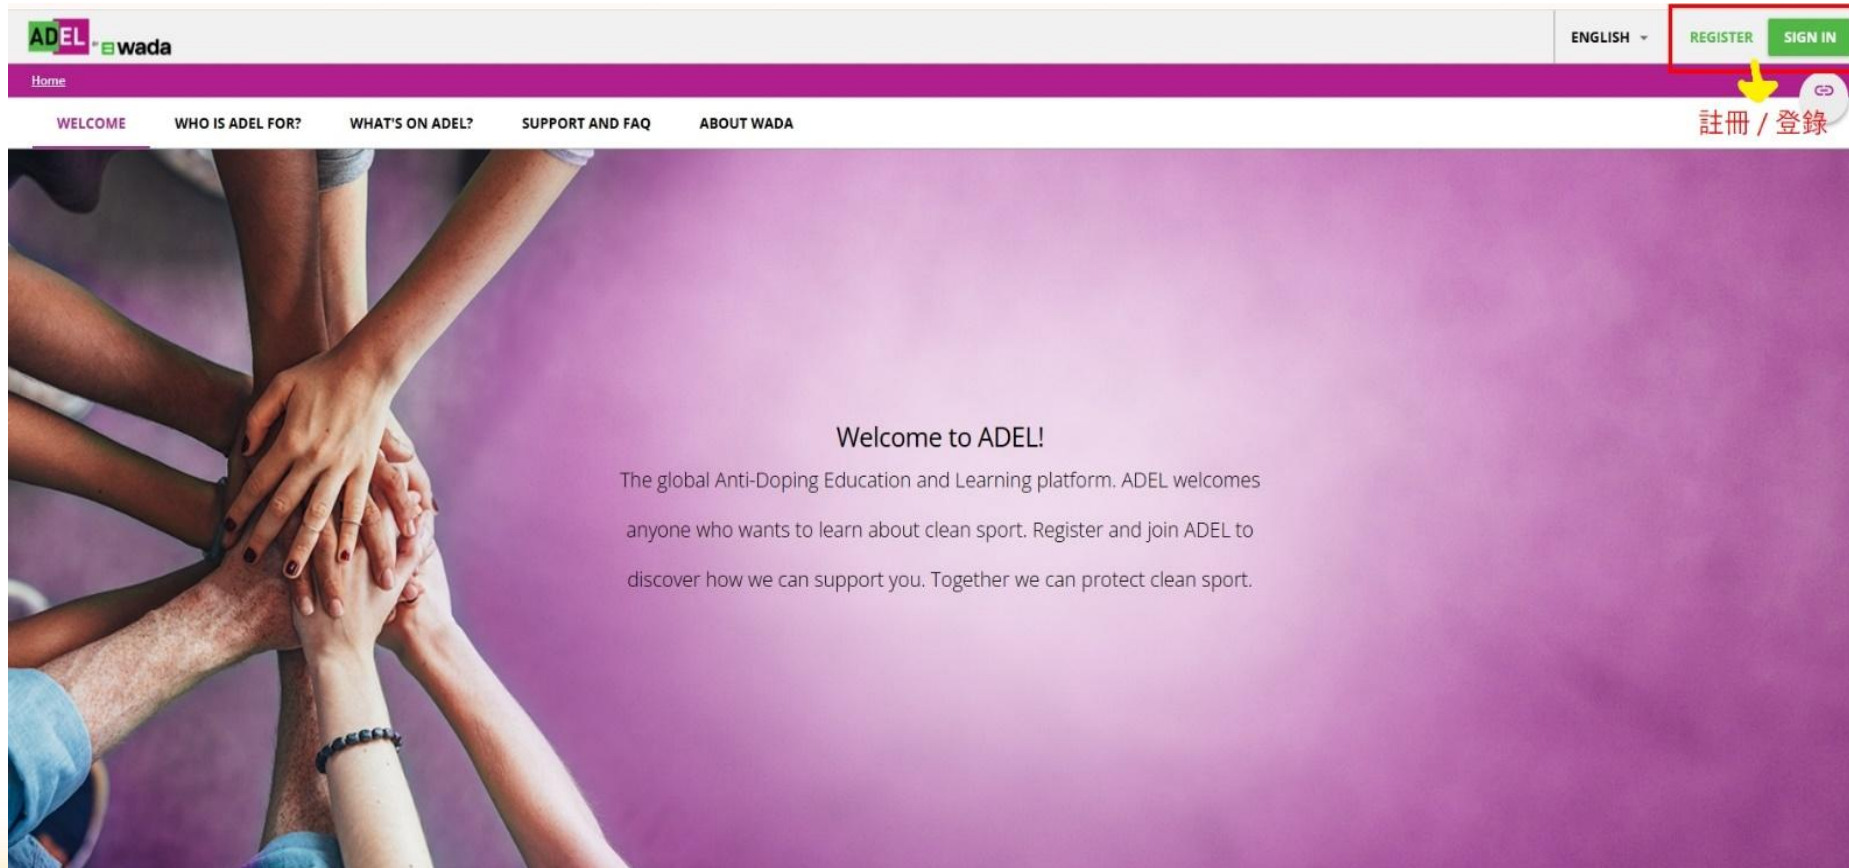 ADEL BY wada
ENGLISH
REGISTER
SIGN IN
Home
註冊 / 登錄
WELCOME
WHO IS ADEL FOR?
WHAT'S ON ADEL?
SUPPORT AND FAQ
ABOUT WADA
Welcome to ADEL!
The global Anti-Doping Education and Learning platform. ADEL welcomes
anyone who wants to learn about clean sport. Register and join ADEL to
discover how we can support you. Together we can protect clean sport.